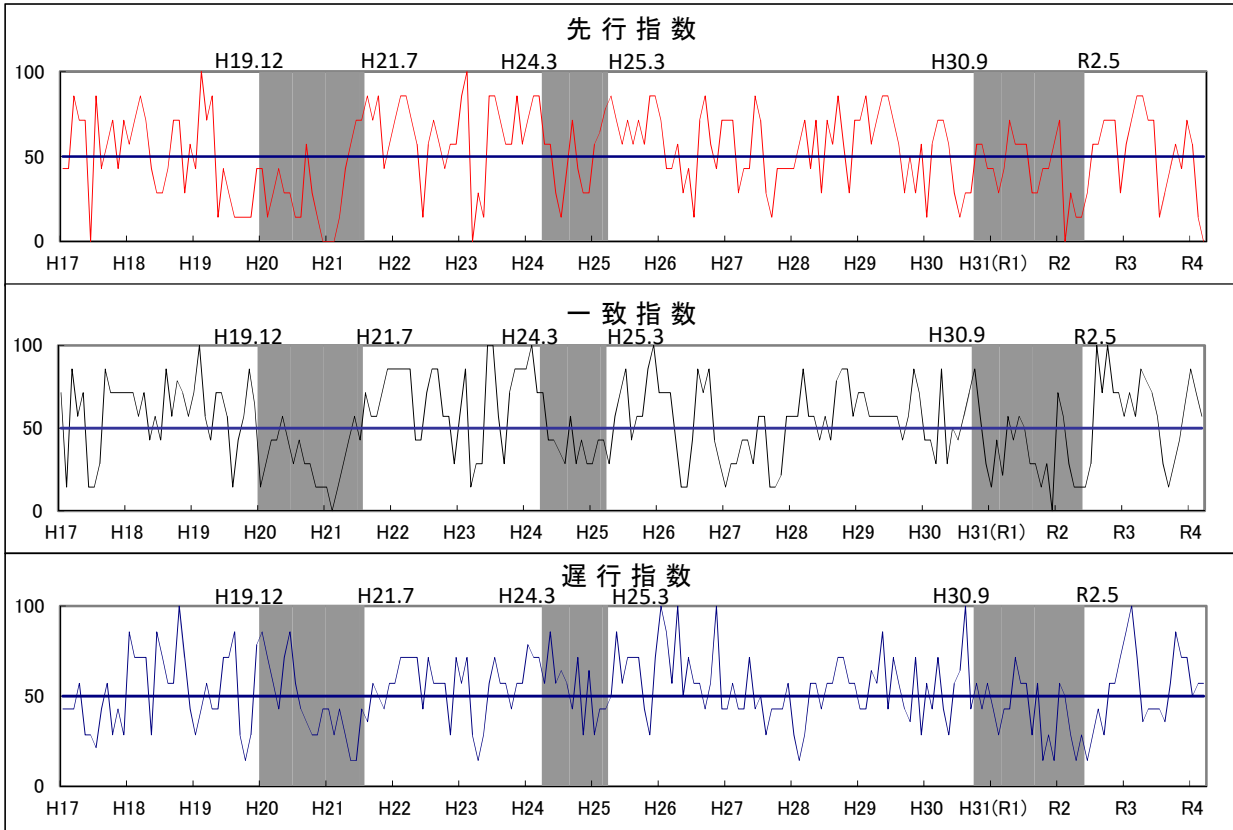 先行指数
H19.12 H21.7 H24.3 H25.3 H30.9 R2.5
100
50
0
H17 H18 H19 H20 H21 H22 H23 H24 H25 H26 H27 H28 H29 H30 H31(R1) R2 R3 R4
一致指数
H19.12 H21.7 H24.3 H25.3 H30.9 R2.5
100
50
0
H17 H18 H19 H20 H21 H22 H23 H24 H25 H26 H27 H28 H29 H30 H31(R1) R2 R3 R4
遅行指数
H19.12 H21.7 H24.3 H25.3 H30.9 R2.5
100
50
0
H17 H18 H19 H20 H21 H22 H23 H24 H25 H26 H27 H28 H29 H30 H31(R1) R2 R3 R4